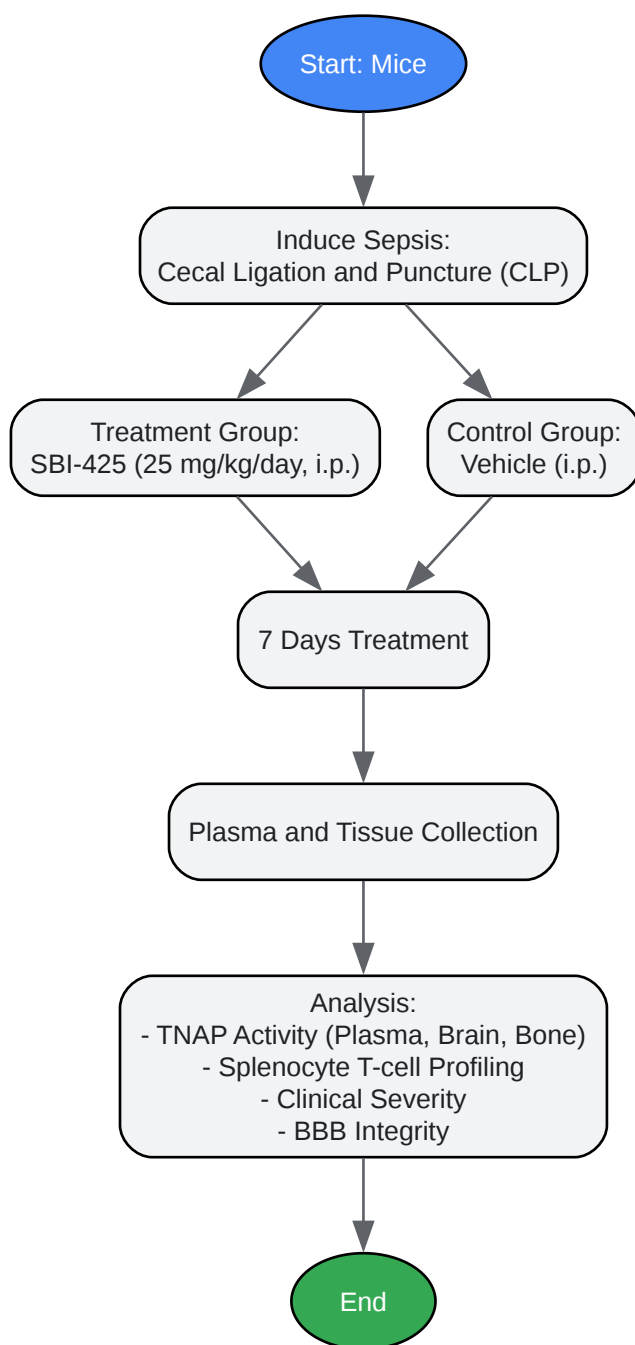 Start: Mice
Induce Sepsis:
Cecal Ligation and Puncture (CLP)
Treatment Group:
SBI-425 (25 mg/kg/day, i.p.)
Control Group:
Vehicle (i.p.)
7 Days Treatment
Plasma and Tissue Collection
Analysis:
- TNAP Activity (Plasma, Brain, Bone)
- Splenocyte T-cell Profiling
- Clinical Severity
- BBB Integrity
End